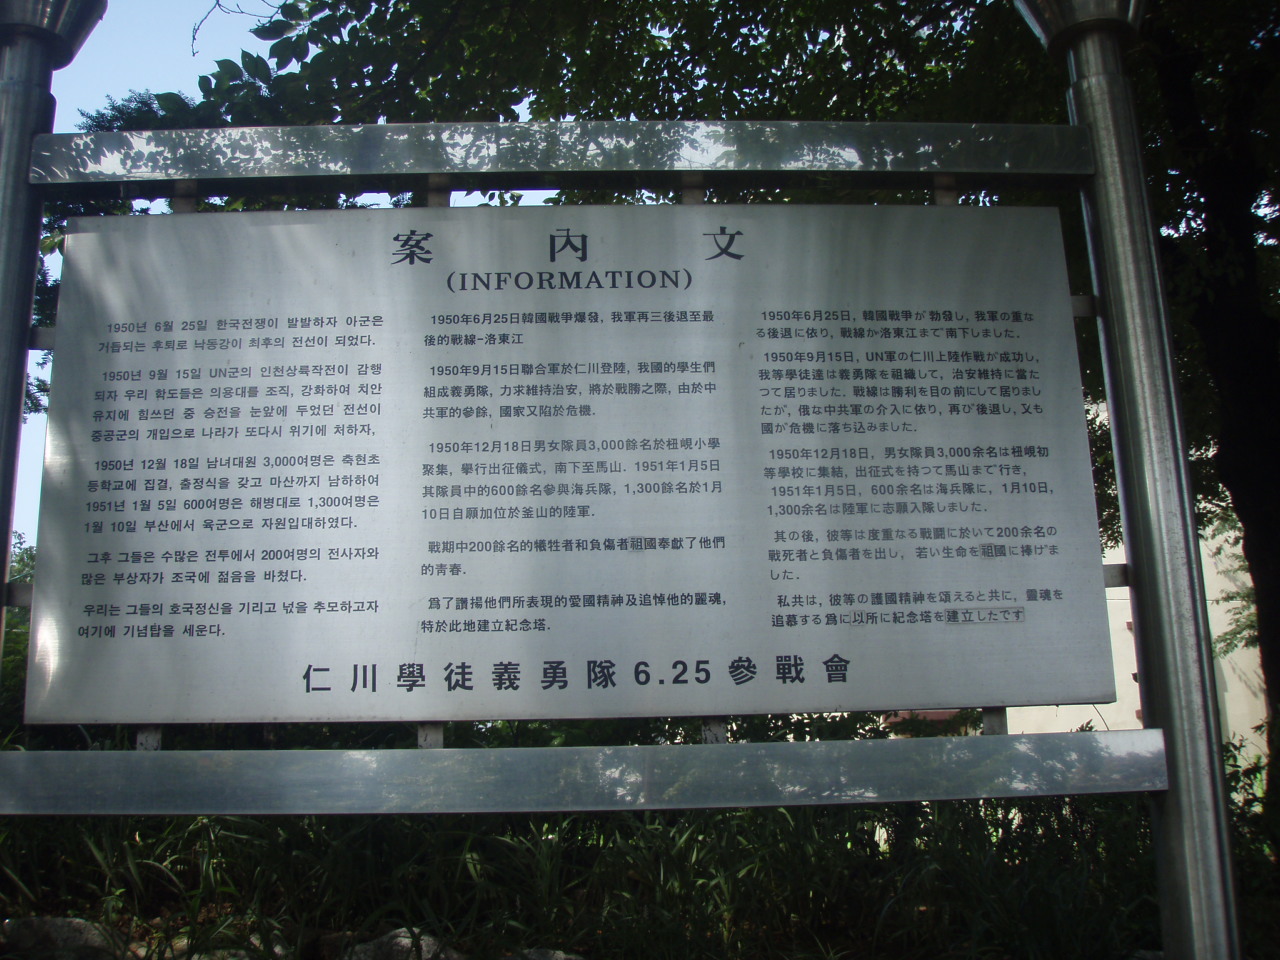 案 內 文
(INFORMATION)
1950년 6월 25일 한국전쟁이 발발하자 아군은
거듭되는 후퇴로 낙동강이 최후의 전선이 되었다.
1950년 9월 15일 UN군의 인천상륙작전이 감행
되자 우리 학도들은 의용대를 조직, 강화하여 치안
유지에 힘쓰던 중 승전을 눈앞에 두었던 전선이
중공군의 개입으로 나라가 또다시 위기에 처하자,
1950년 12월 18일 남녀대원 3,000여명은 축현초
등학교에 집결, 출정식을 갖고 마산까지 남하하여
1951년 1월 5일 600여명은 해병대로 1,300여명은
1월 10일 부산에서 육군으로 자원입대하였다.
그후 그들은 수많은 전투에서 200여명의 전사자와
많은 부상자가 조국에 젊음을 바쳤다.
우리는 그들의 호국정신을 기리고 넋을 추모하고자
여기에 기념탑을 세운다.
1950年6月25日韓國戰爭爆發, 我軍再三後退至最
後的戰線-洛東江
1950年9月15日聯合軍於仁川登陸, 我國的學生們
組成義勇隊, 力求維持治安, 將於戰勝之際, 由於中
共軍的參餘, 國家又陷於危機.
1950年12月18日男女隊員3,000餘名於杻峴小學
聚集, 擧行出征儀式, 南下至馬山. 1951年1月5日
其隊員中的600餘名參與海兵隊, 1,300餘名於1月
10日自願加位於釜山的陸軍.
戰期中200餘名的犧牲者和負傷者祖國奉獻了他們
的靑春.
爲了讚揚他們所表現的愛國精神及追悼他的靈魂,
特於此地建立紀念塔.
1950年6月25日, 韓國戰爭が勃發し, 我軍の重な
る後退に依り, 戰線か洛東江まで南下しました.
1950年9月15日, UN軍の仁川上陸作戰が成功し,
我等學徒達は義勇隊を組織して, 治安維持に當た
つて居りました. 戰線は勝利を目の前にして居りまし
たが, 俄な中共軍の介入に依り, 再び後退し, 又も
國が危機に落ち込みました.
1950年12月18日, 男女隊員3,000余名は杻峴初
等學校に集結, 出征式を持つて馬山まで行き,
1951年1月5日, 600余名は海兵隊に, 1月10日,
1,300余名は陸軍に志願入隊しました.
其の後, 彼等は度重なる戰鬪に於いて200余名の
戰死者と負傷者を出し, 若い生命を祖國に捧げま
した.
私共は, 彼等の護國精神を頌えると共に, 靈魂を
追慕する爲に以所に紀念塔を建立したです
仁川學徒義勇隊 6.25 參戰會